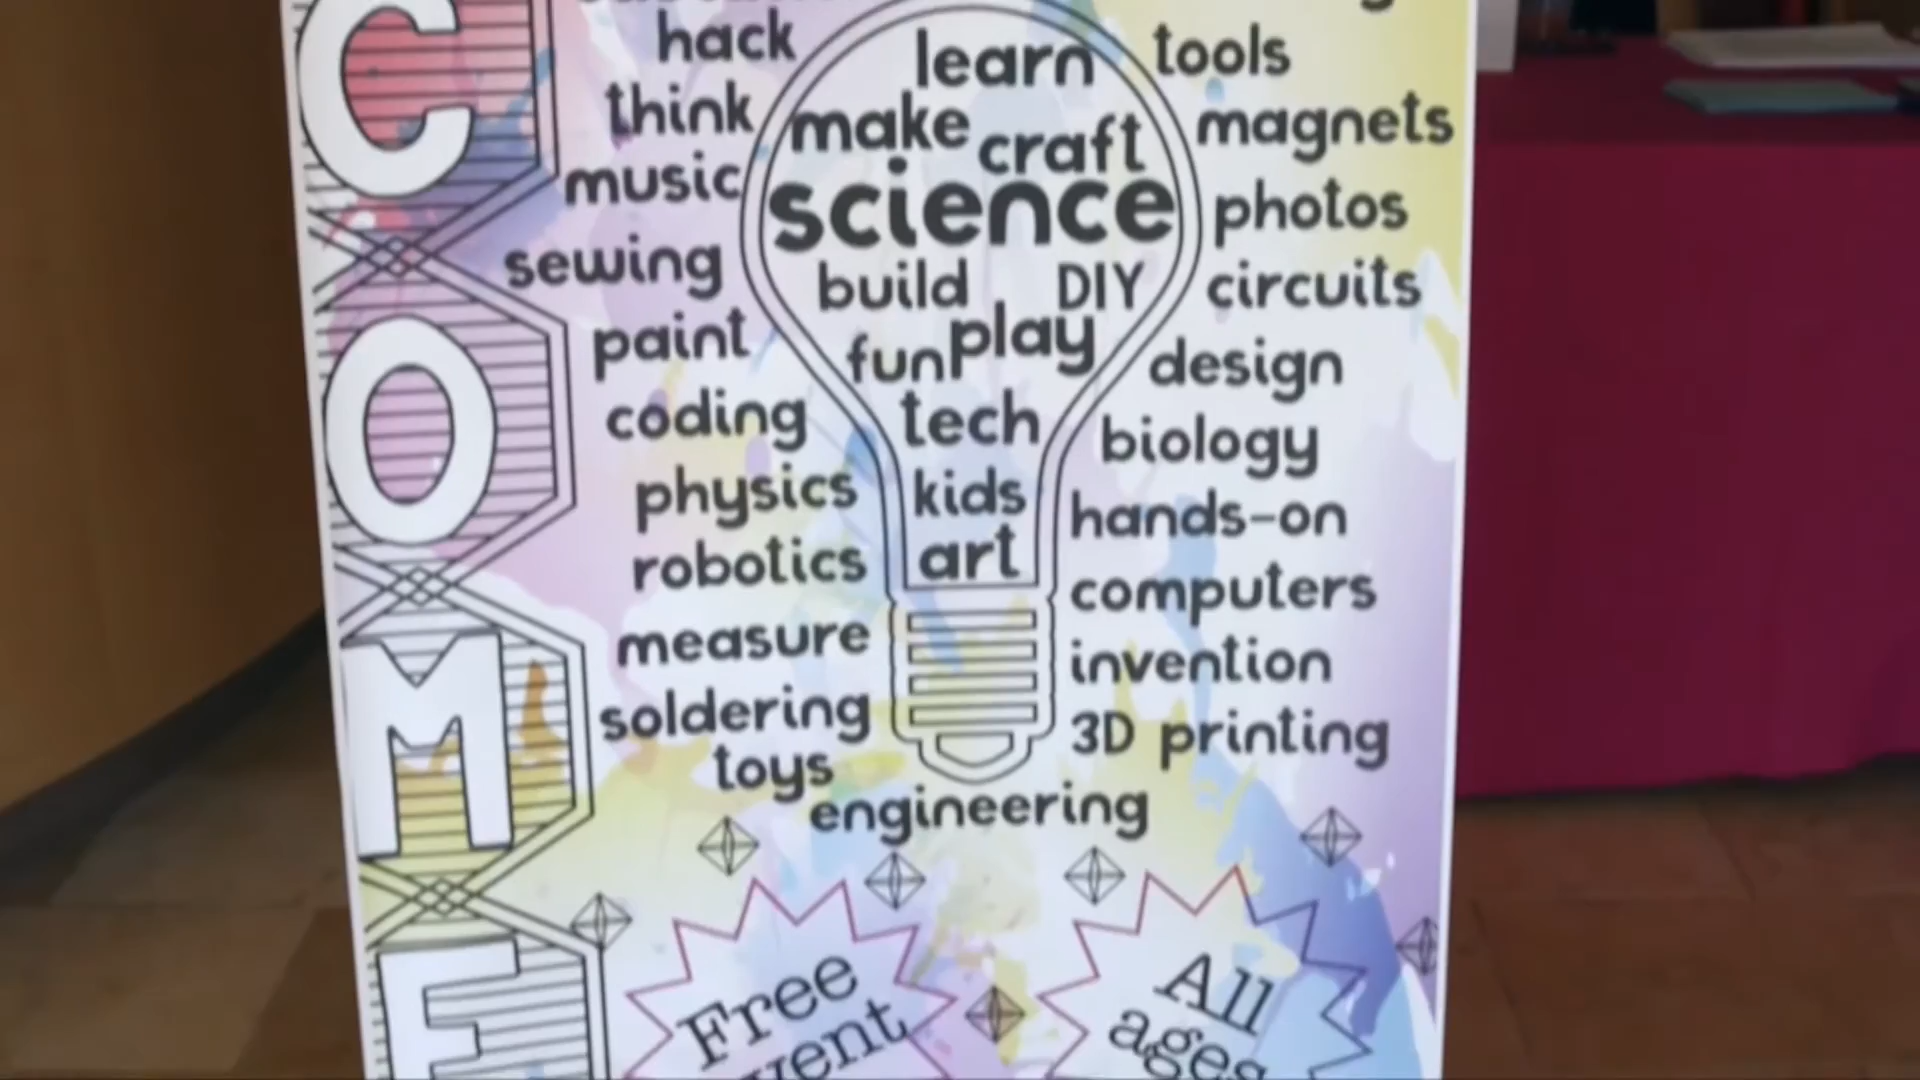 C
O
M
E
hack
think
music
sewing
paint
coding
physics
robotics
measure
soldering
toys
engineering
learn
make craft
science
build DIY
fun play
tech
kids
art
tools
magnets
photos
circuits
design
biology
hands-on
computers
invention
3D printing
Free
All
ages